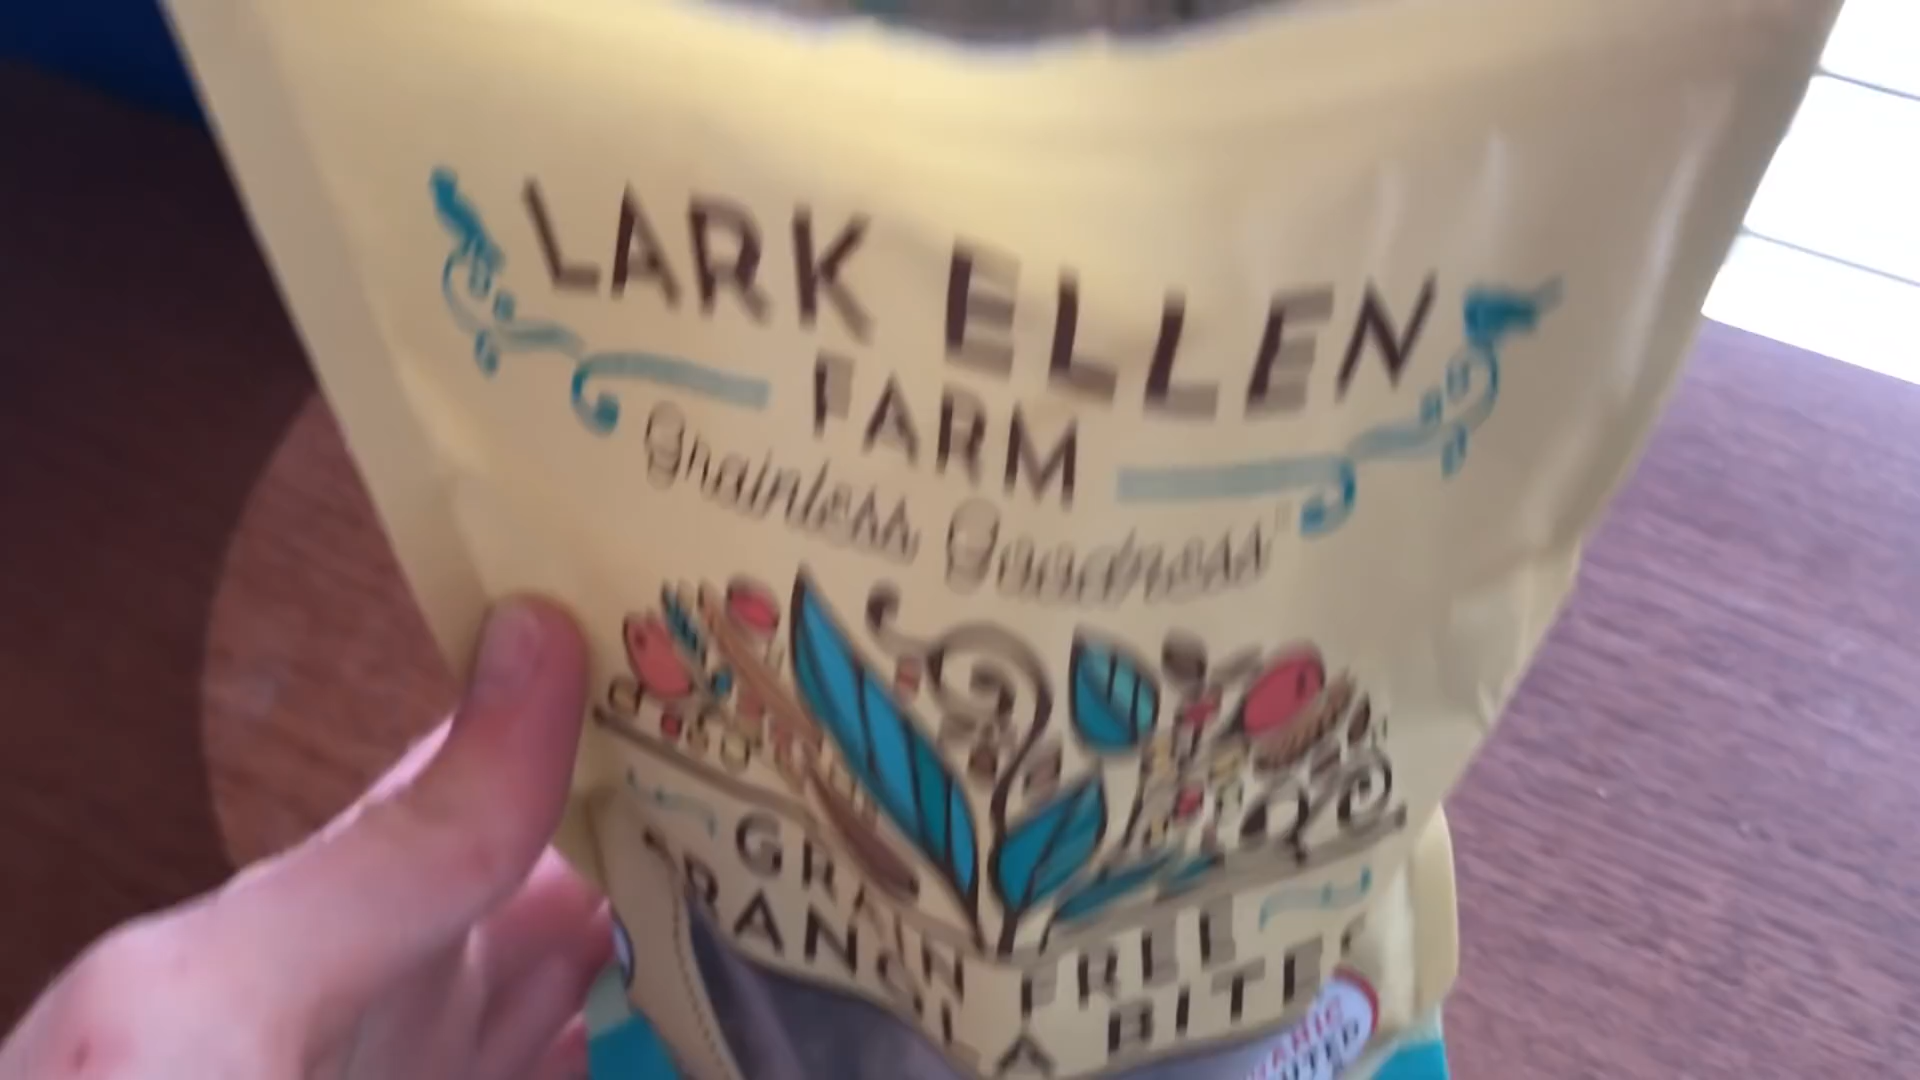 LARK ELLEN
FARM
Grainless Goodness
GRAIN FREE
GRANOLA BITES